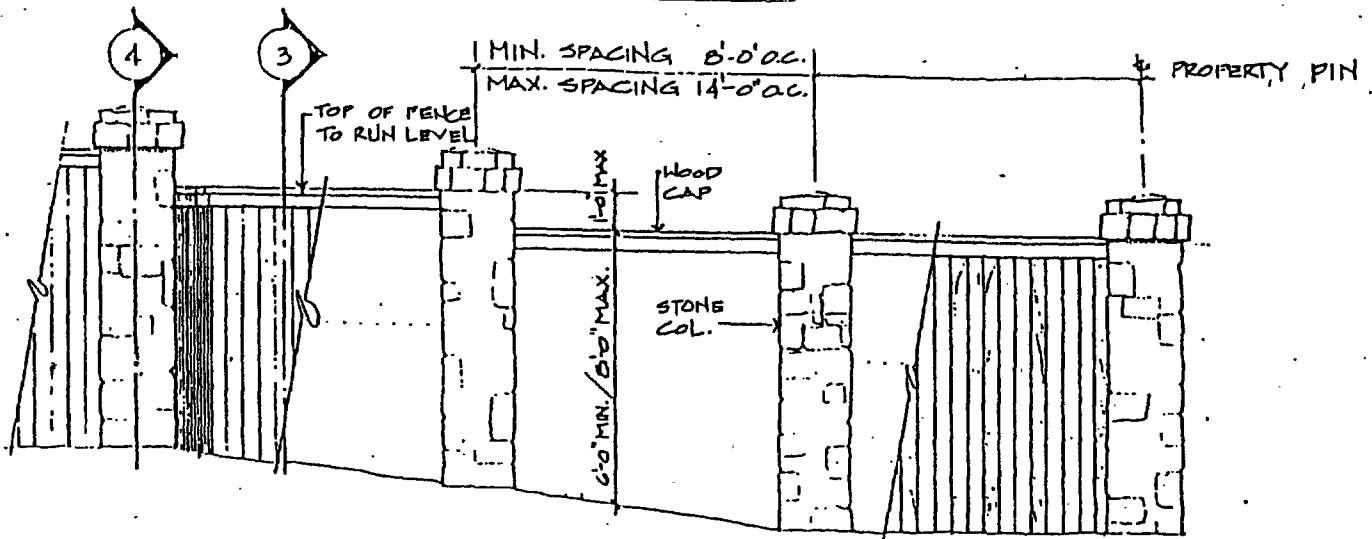 4
3
MIN. SPACING 8'-0" O.C.
MAX. SPACING 14'-0" O.C.
℄ PROPERTY PIN
TOP OF FENCE
TO RUN LEVEL
1'-0" MAX
WOOD
CAP
STONE
COL.
6'-0" MIN./8'-0" MAX.